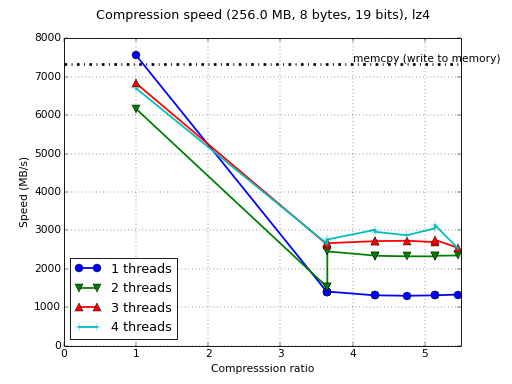 Compression speed (256.0 MB, 8 bytes, 19 bits), lz4
8000
7000
6000
5000
4000
3000
2000
1000
0
Speed (MB/s)
memcpy (write to memory)
1 threads
2 threads
3 threads
4 threads
0 1 2 3 4 5
Compresssion ratio